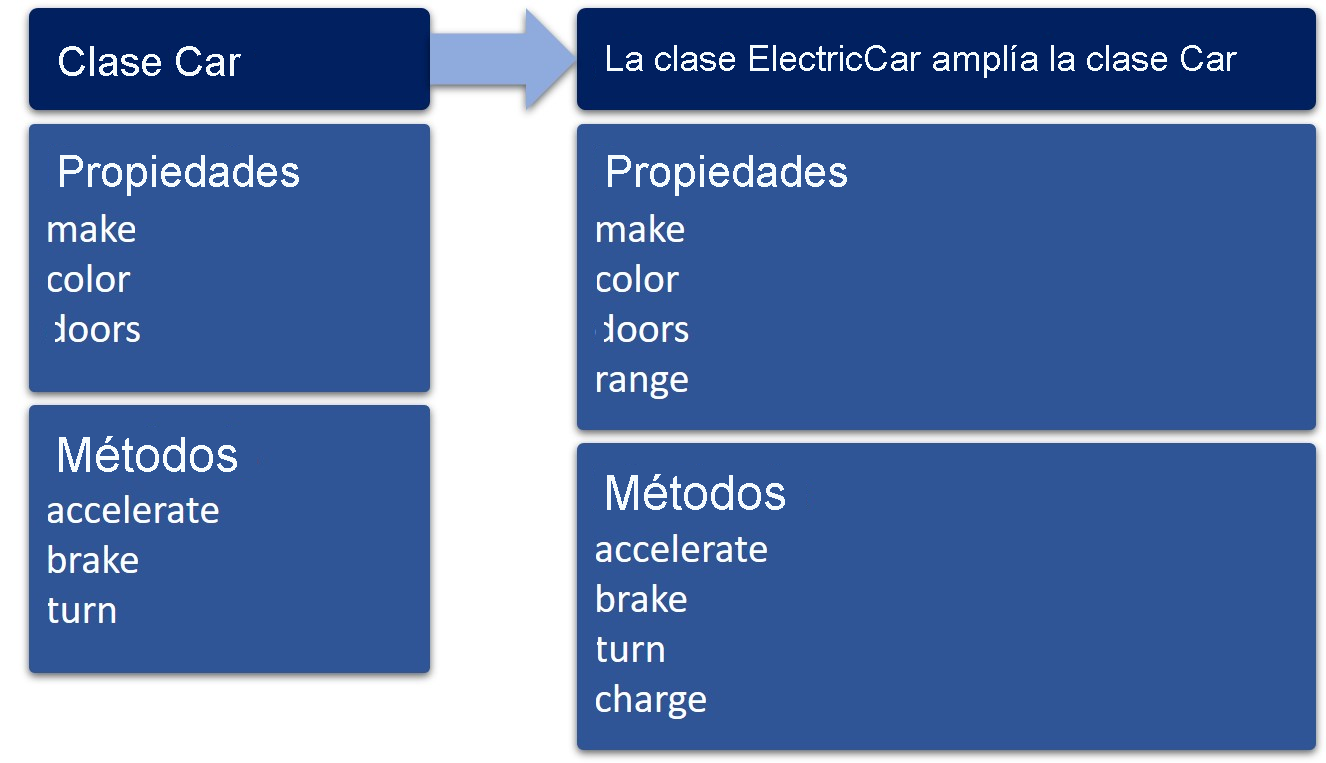 Clase Car
Propiedades
make
color
doors
Métodos
accelerate
brake
turn
La clase ElectricCar amplía la clase Car
Propiedades
make
color
doors
range
Métodos
accelerate
brake
turn
charge